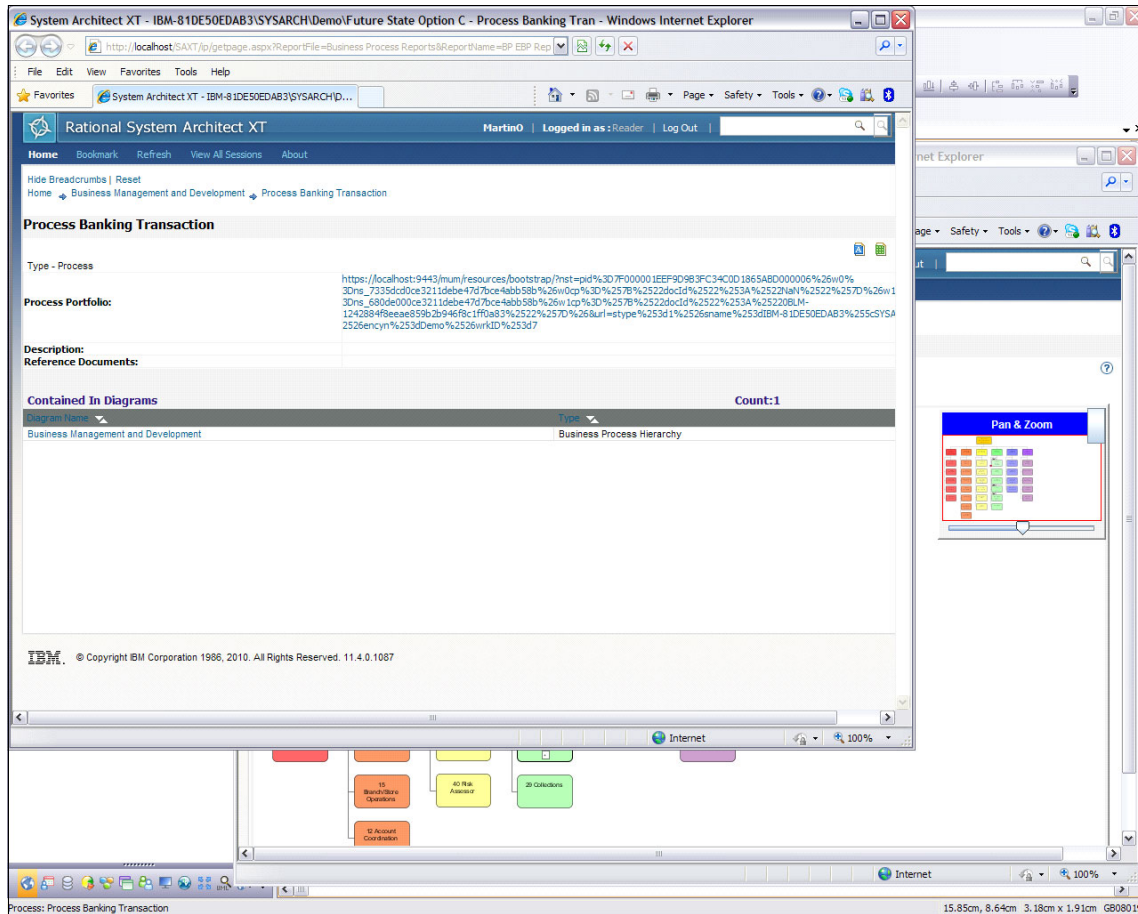 System Architect XT - IBM-81DE50EDAB3\SYSARCH\Demo\Future State Option C - Process Banking Tran - Windows Internet Explorer
http://localhost/SAXT/ip/getpage.aspx?ReportFile=Business Process Reports&ReportName=BP EBP Rep
File Edit View Favorites Tools Help
Favorites System Architect XT - IBM-81DE50EDAB3\SYSARCH\D... Page Safety Tools
Rational System Architect XT MartinO | Logged in as : Reader | Log Out |
Home Bookmark Refresh View All Sessions About
Hide Breadcrumbs | Reset
Home Business Management and Development Process Banking Transaction
Process Banking Transaction
Type - Process
Process Portfolio:
https://localhost:9443/mum/resources/bootstrap/?nst=pid%3D7F000001EEF9D9B3FC34C0D1865ABD000006%26w0%
3Dns_7335dcd0ce3211debe47d7bce4abb58b%26w0cp%3D%257B%2522docId%2522%253A%2522NaN%2522%257D%26w1
3Dns_680de000ce3211debe47d7bce4abb58b%26w1cp%3D%257B%2522docId%2522%253A%25220BLM-
1242884f8eeae859b2b946f8c1ff0a83%2522%257D%26&url=stype%253d1%2526sname%253dIBM-81DE50EDAB3%255cSYSA
2526encyn%253dDemo%2526wrkID%253d7
Description:
Reference Documents:
Contained In Diagrams Count:1
Diagram Name Type
Business Management and Development Business Process Hierarchy
IBM. © Copyright IBM Corporation 1986, 2010. All Rights Reserved. 11.4.0.1087
Internet 100%
net Explorer
age Safety Tools
ut |
Pan & Zoom
15 Branch/Store Operations
40 Risk Assessor
29 Collections
12 Account Coordination
Internet 100%
Process: Process Banking Transaction 15.85cm, 8.64cm 3.18cm x 1.91cm GB0801